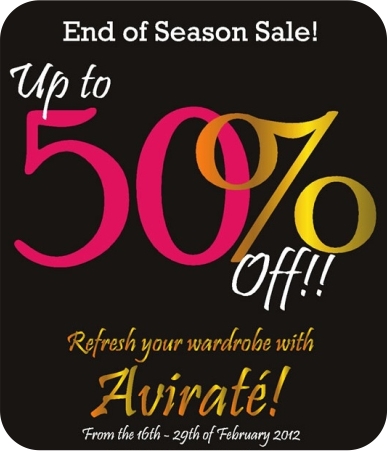 End of Season Sale!
Up to
50%
Off!!
Refresh your wardrobe with
Aviraté!
From the 16th - 29th of February 2012